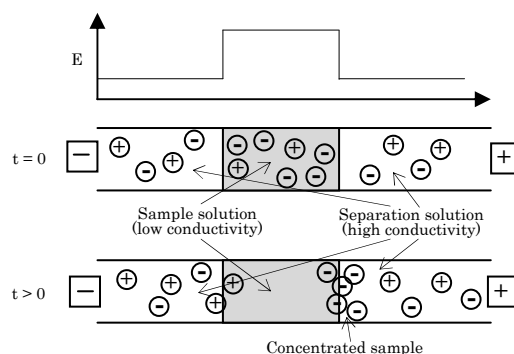 E
t = 0
− +
Sample solution
(low conductivity)
Separation solution
(high conductivity)
t > 0
− +
Concentrated sample